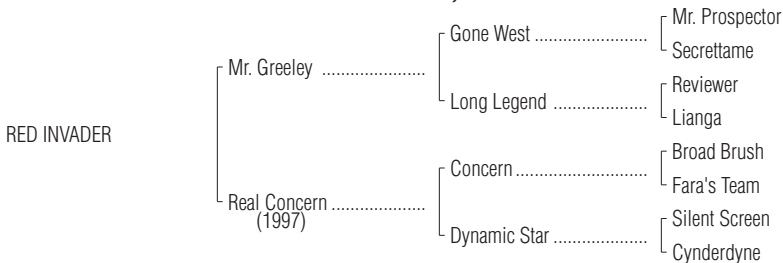 Mr. Prospector
Gone West ........................
Secrettame
Mr. Greeley ......................
Reviewer
Long Legend ....................
Lianga
RED INVADER
Broad Brush
Concern ............................
Fara's Team
Real Concern ....................
(1997)
Silent Screen
Dynamic Star ....................
Cynderdyne